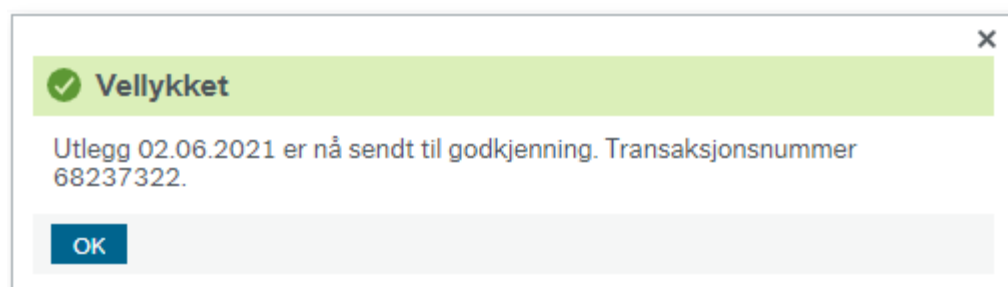 Vellykket
Utlegg 02.06.2021 er nå sendt til godkjenning. Transaksjonsnummer
68237322.
OK